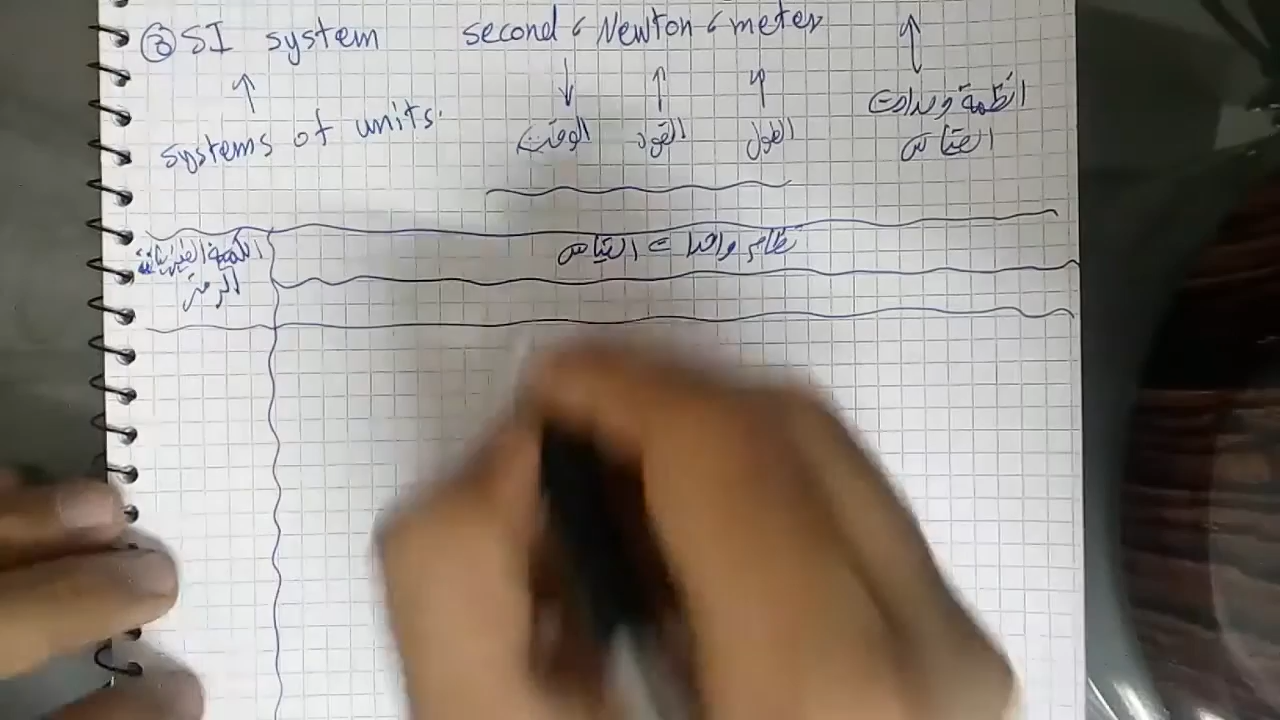 ③ SI system second ، Newton ، meter
systems of units.
الوقت القوة الطول
انظمة وحدات
القياس
نظام وحدات القياس
الكمية الفيزيائية
الرمز